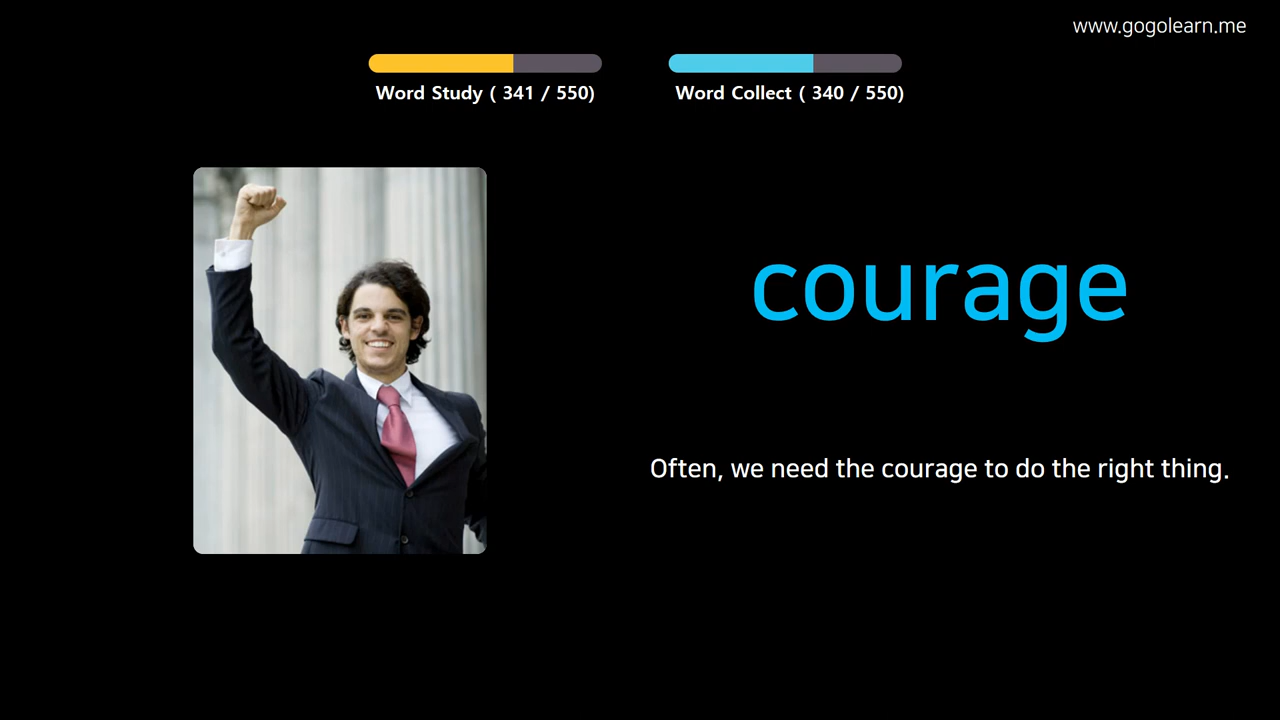 www.gogolearn.me
Word Study ( 341 / 550)
Word Collect ( 340 / 550)
courage
Often, we need the courage to do the right thing.